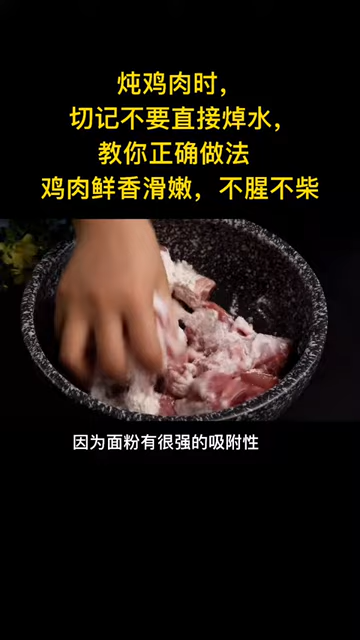 炖鸡肉时，
切记不要直接焯水，
教你正确做法
鸡肉鲜香滑嫩，不腥不柴
因为面粉有很强的吸附性